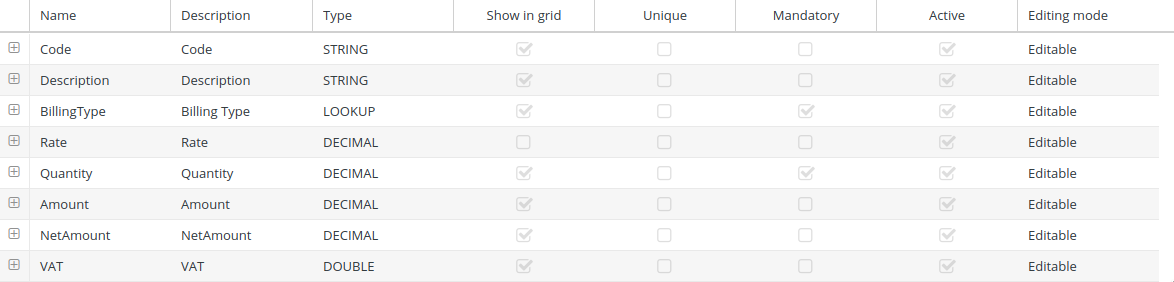 Name Description Type Show in grid Unique Mandatory Active Editing mode
Code Code STRING Editable
Description Description STRING Editable
BillingType Billing Type LOOKUP Editable
Rate Rate DECIMAL Editable
Quantity Quantity DECIMAL Editable
Amount Amount DECIMAL Editable
NetAmount NetAmount DECIMAL Editable
VAT VAT DOUBLE Editable